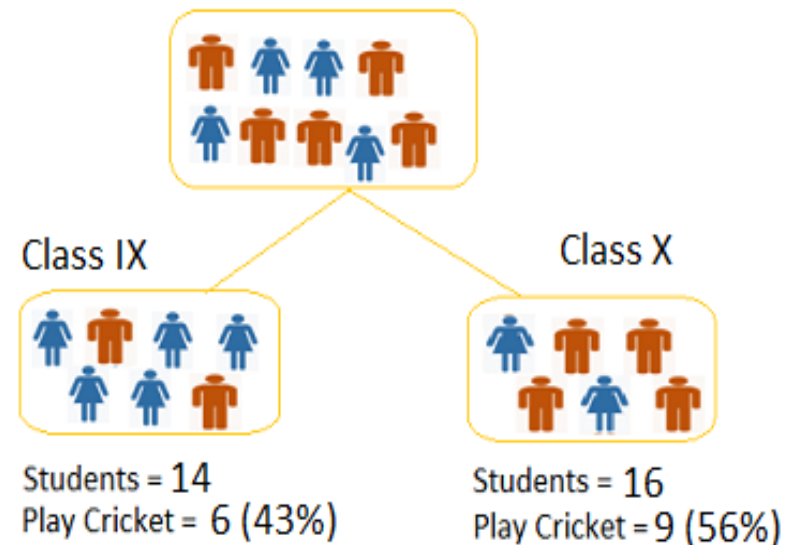 Class IX
Class X
Students = 14
Play Cricket = 6 (43%)
Students = 16
Play Cricket = 9 (56%)